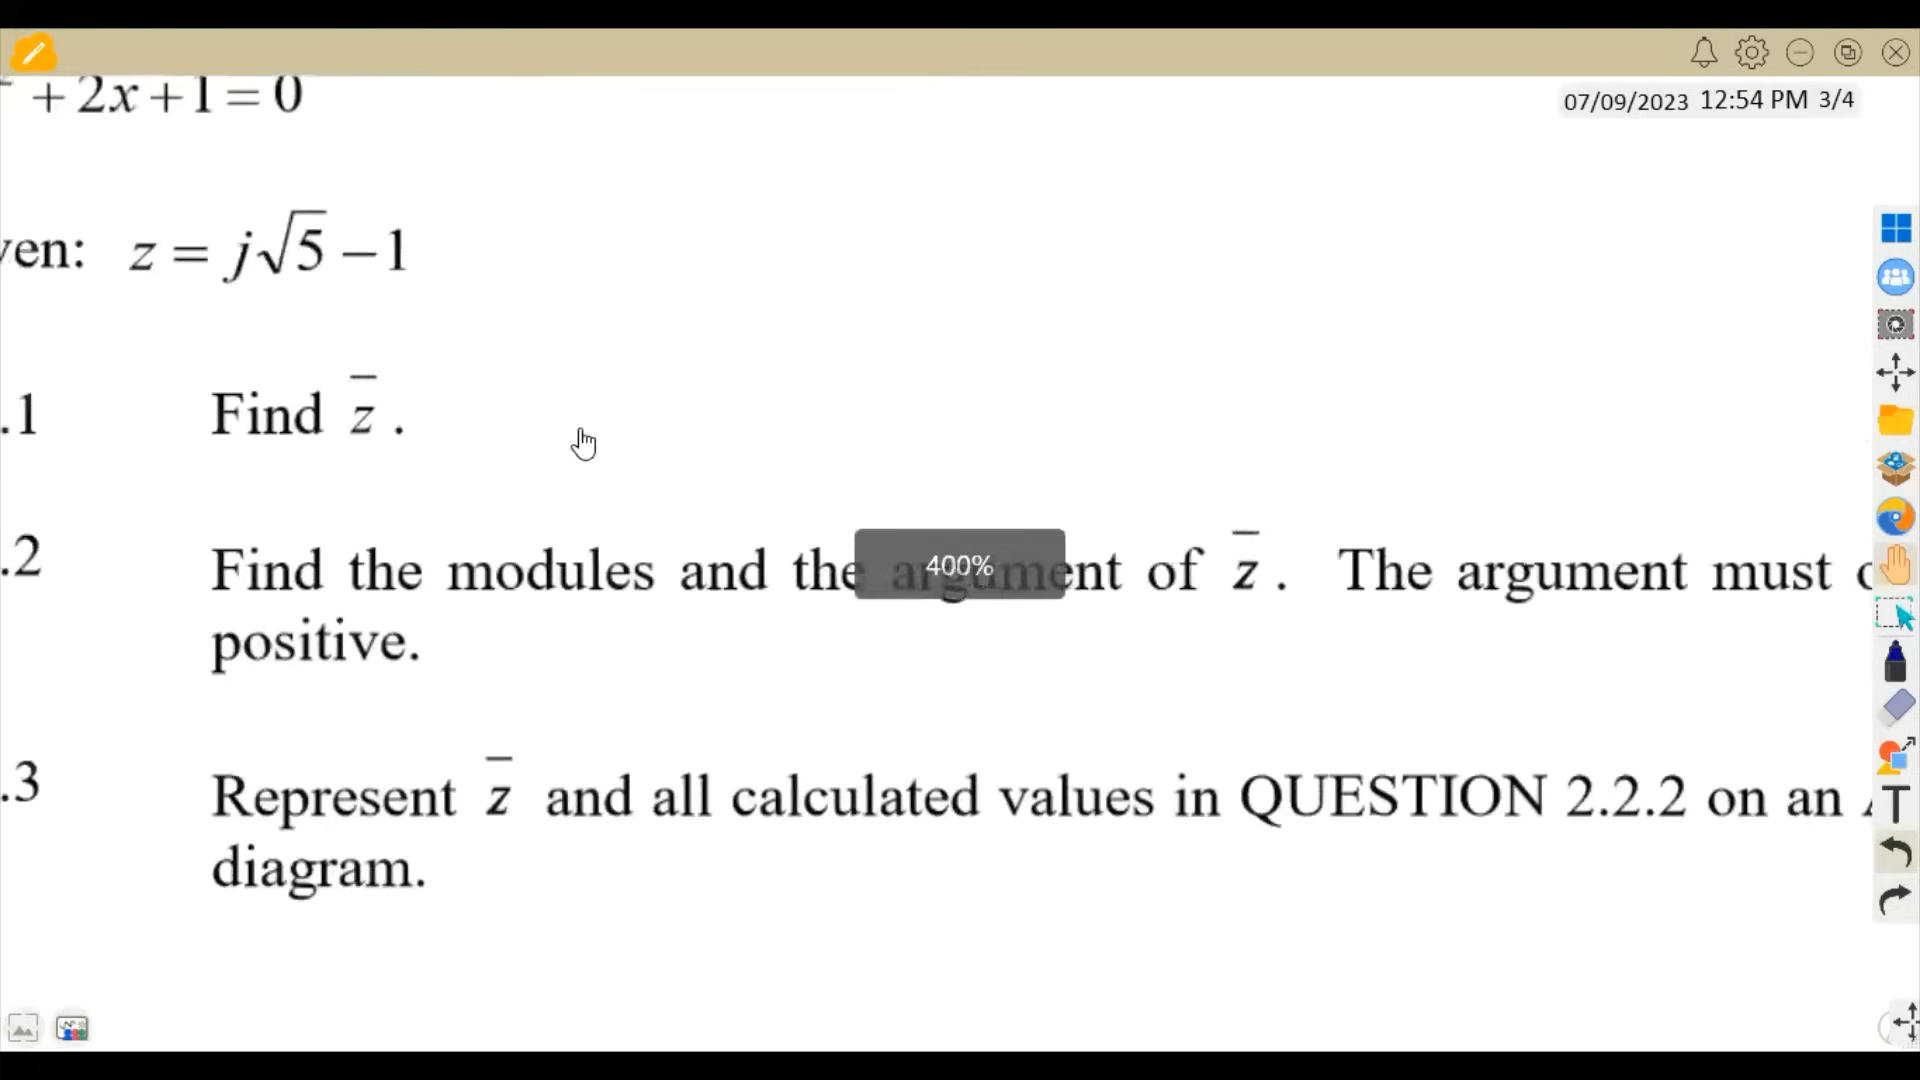 + 2x + 1 = 0
07/09/2023 12:54 PM 3/4
ven: z = j√5 − 1
.1 Find z̅ .
.2 Find the modules and the argument of z̅ . The argument must
400%
positive.
.3 Represent z̅ and all calculated values in QUESTION 2.2.2 on an
diagram.
T